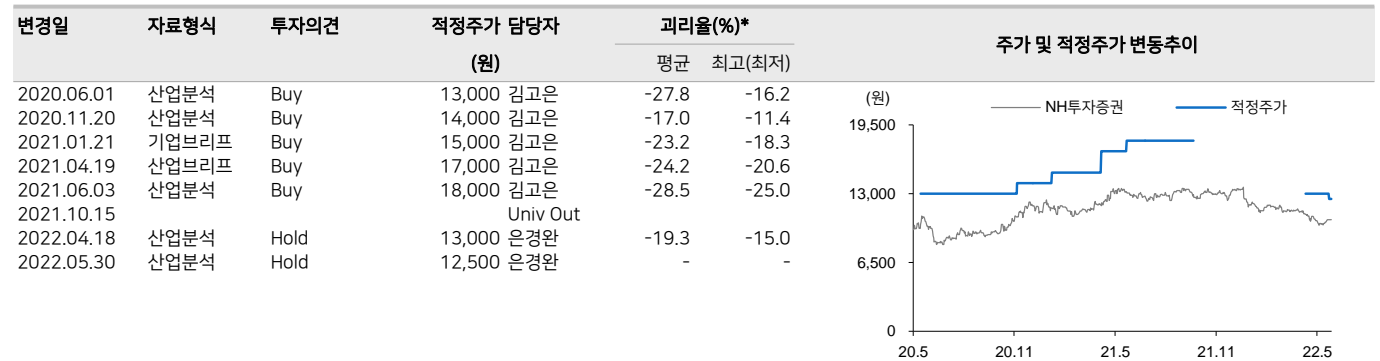 변경일 자료형식 투자의견 적정주가 담당자 괴리율(%)* 주가 및 적정주가 변동추이
(원) 평균 최고(최저)
2020.06.01 산업분석 Buy 13,000 김고은 -27.8 -16.2
2020.11.20 산업분석 Buy 14,000 김고은 -17.0 -11.4
2021.01.21 기업브리프 Buy 15,000 김고은 -23.2 -18.3
2021.04.19 산업브리프 Buy 17,000 김고은 -24.2 -20.6
2021.06.03 산업분석 Buy 18,000 김고은 -28.5 -25.0
2021.10.15 Univ Out
2022.04.18 산업분석 Hold 13,000 은경완 -19.3 -15.0
2022.05.30 산업분석 Hold 12,500 은경완 - -
(원) NH투자증권 적정주가
19,500
13,000
6,500
0
20.5 20.11 21.5 21.11 22.5